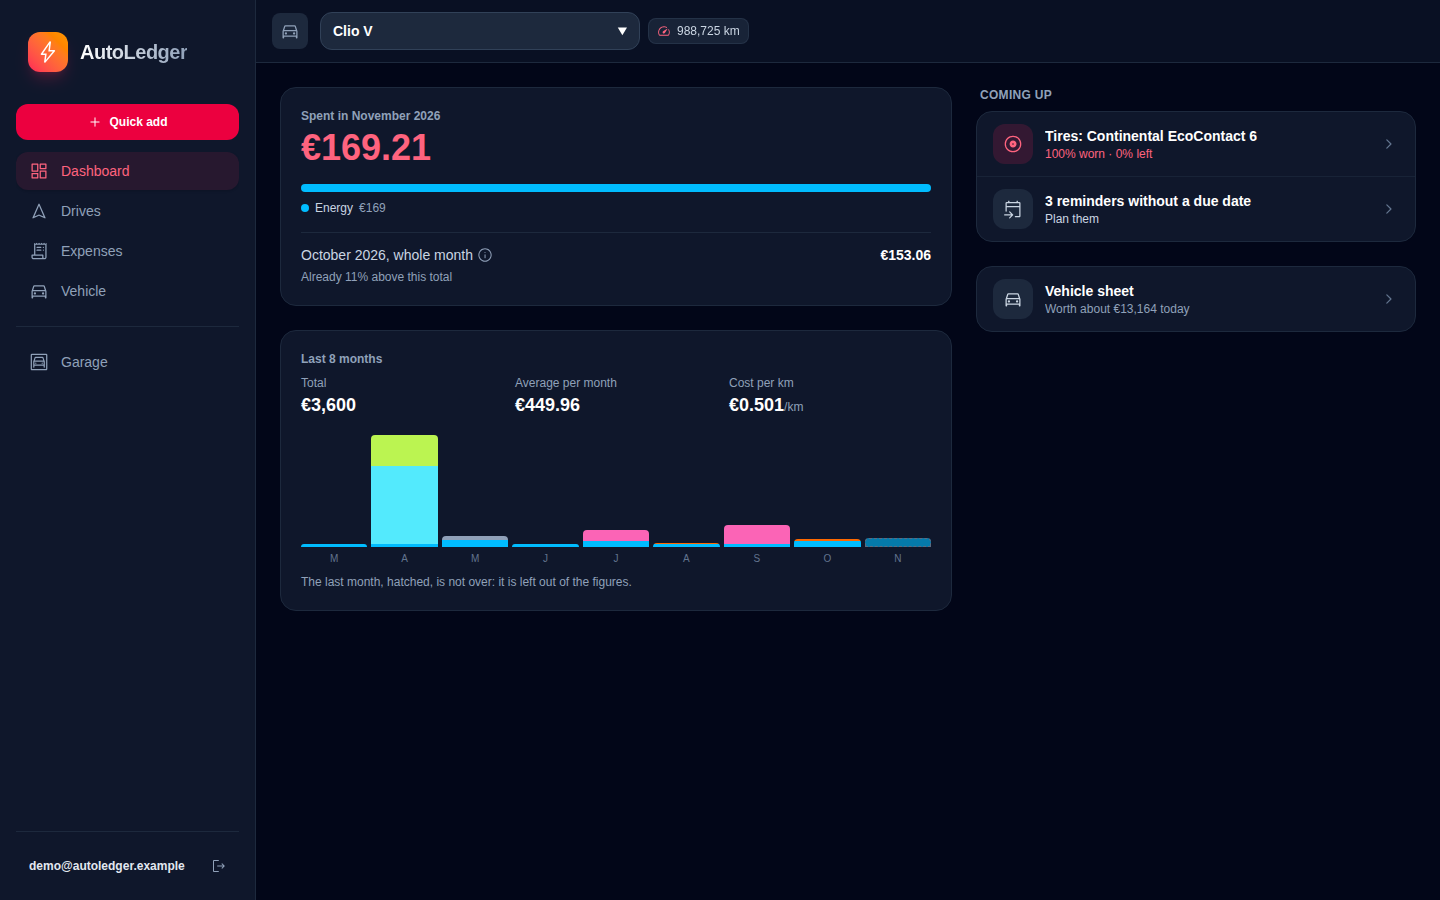 AutoLedger
Quick add
Dashboard
Drives
Expenses
Vehicle
Garage
demo@autoledger.example
Clio V
988,725 km
Spent in November 2026
€169.21
Energy €169
October 2026, whole month
€153.06
Already 11% above this total
Last 8 months
Total
€3,600
Average per month
€449.96
Cost per km
€0.501/km
M A M J J A S O N
The last month, hatched, is not over: it is left out of the figures.
COMING UP
Tires: Continental EcoContact 6
100% worn · 0% left
3 reminders without a due date
Plan them
Vehicle sheet
Worth about €13,164 today